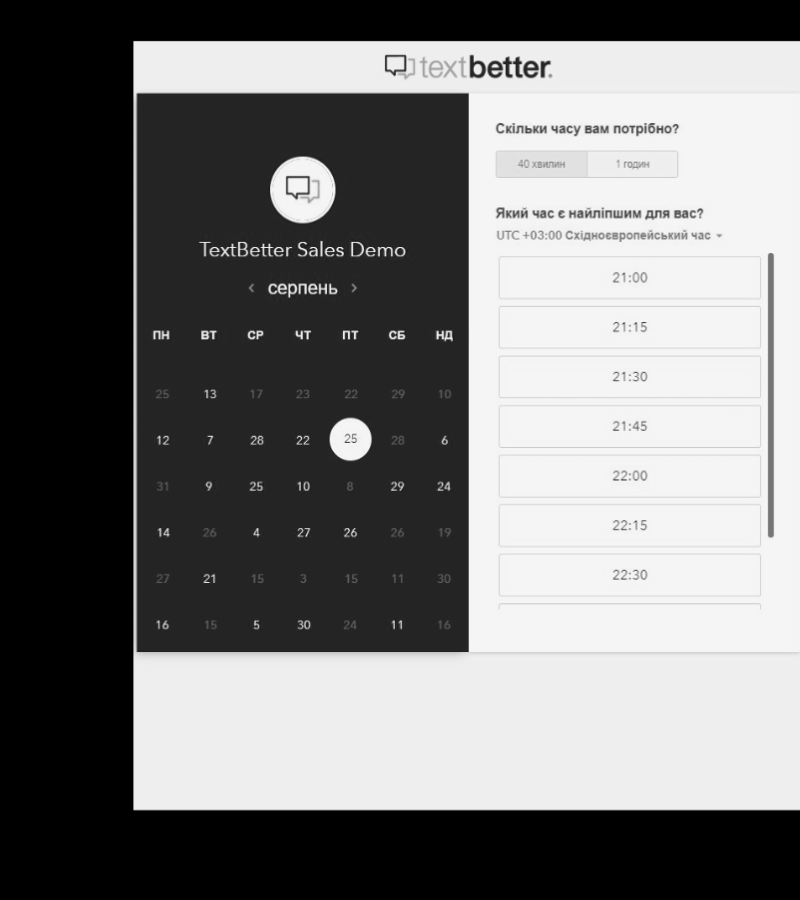 textbetter.
TextBetter Sales Demo
серпень
ПН ВТ СР ЧТ ПТ СБ НД
25 13 17 23 22 29 10
12 7 28 22 25 28 6
31 9 25 10 8 29 24
14 26 4 27 26 26 19
27 21 15 3 15 11 30
16 15 5 30 24 11 16
Скільки часу вам потрібно?
40 хвилин 1 годин
Який час є найліпшим для вас?
UTC +03:00 Східноєвропейський час
21:00
21:15
21:30
21:45
22:00
22:15
22:30